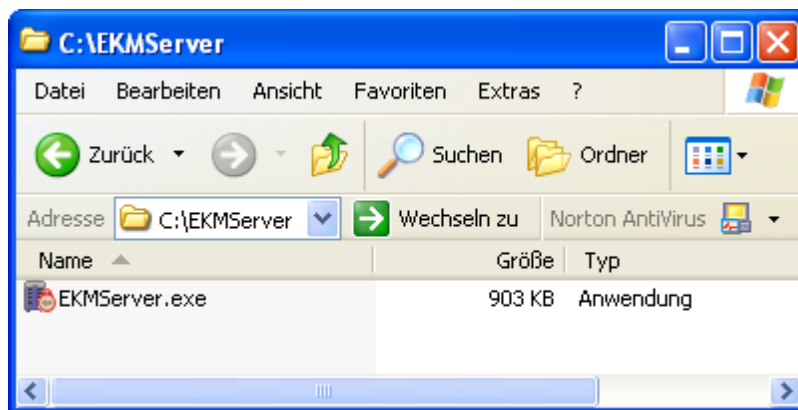 C:\EKMServer
Datei Bearbeiten Ansicht Favoriten Extras ?
Zurück Suchen Ordner
Adresse C:\EKMServer Wechseln zu Norton AntiVirus
Name Größe Typ
EKMServer.exe 903 KB Anwendung